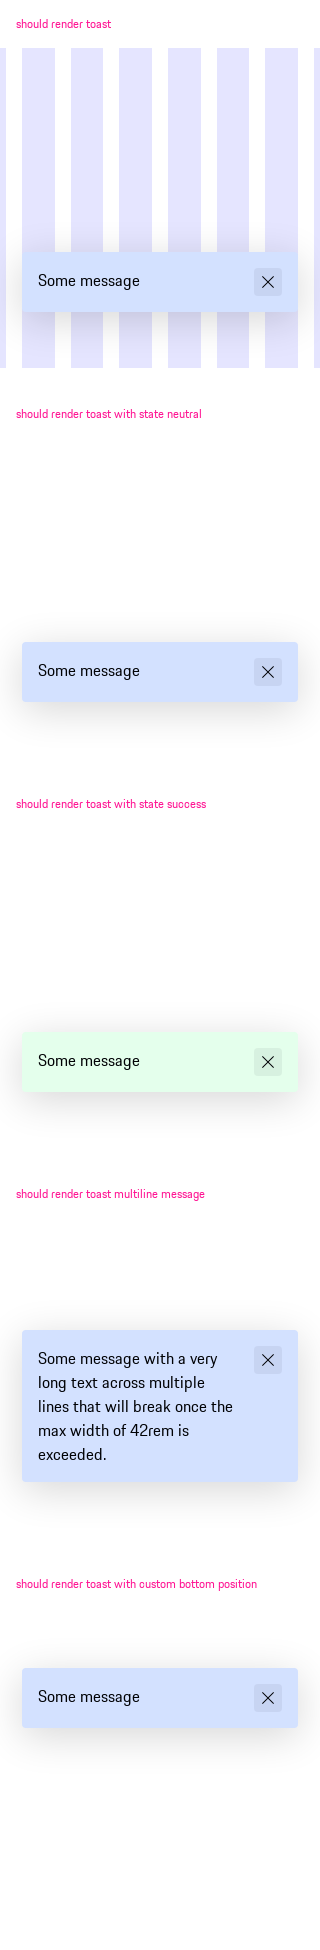 should render toast
Some message
should render toast with state neutral
Some message
should render toast with state success
Some message
should render toast multiline message
Some message with a very
long text across multiple
lines that will break once the
max width of 42rem is
exceeded.
should render toast with custom bottom position
Some message